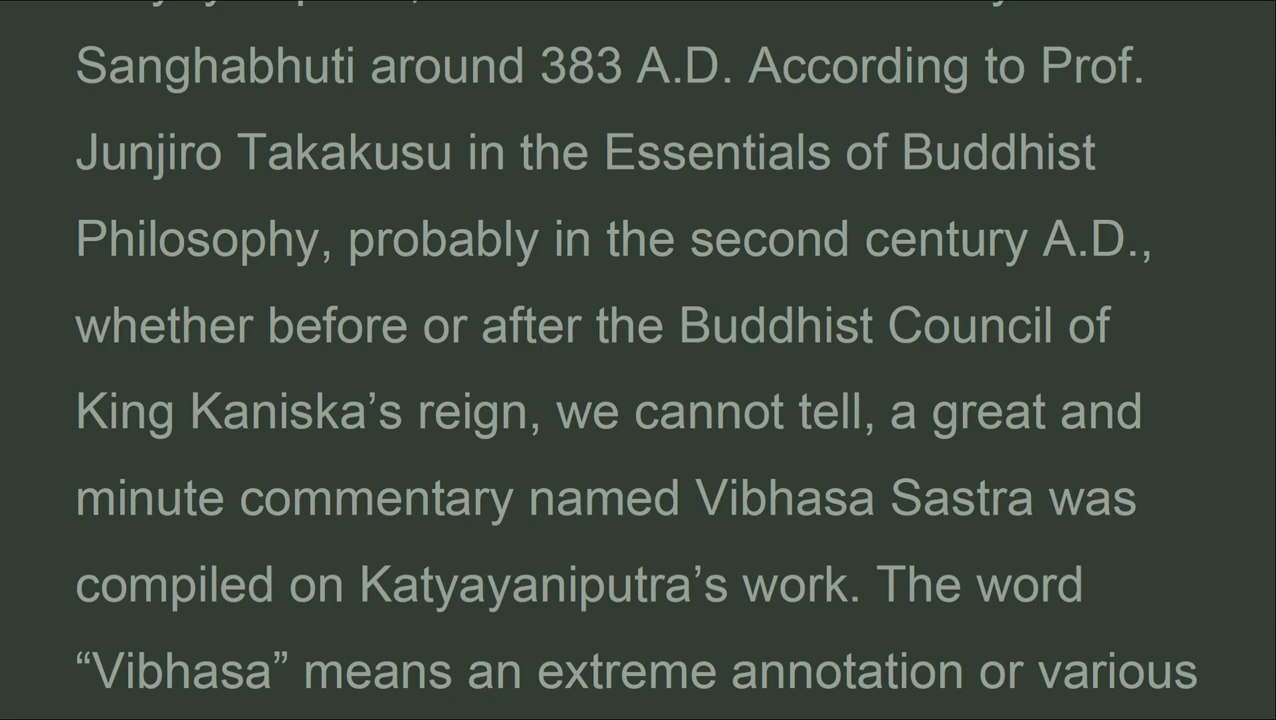 Sanghabhuti around 383 A.D. According to Prof.
Junjiro Takakusu in the Essentials of Buddhist
Philosophy, probably in the second century A.D.,
whether before or after the Buddhist Council of
King Kaniska’s reign, we cannot tell, a great and
minute commentary named Vibhasa Sastra was
compiled on Katyayaniputra’s work. The word
“Vibhasa” means an extreme annotation or various